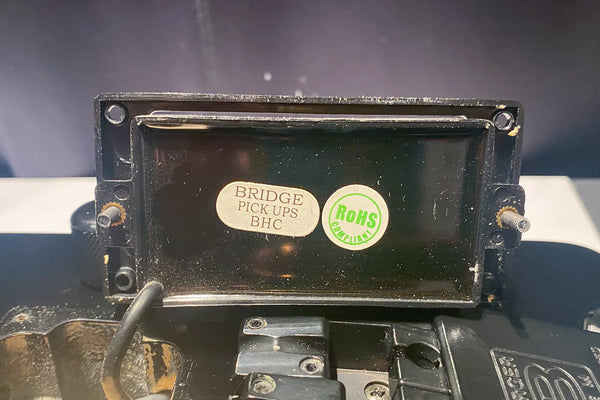 BRIDGE
PICK UPS
BHC
RoHS
COMPLIANT